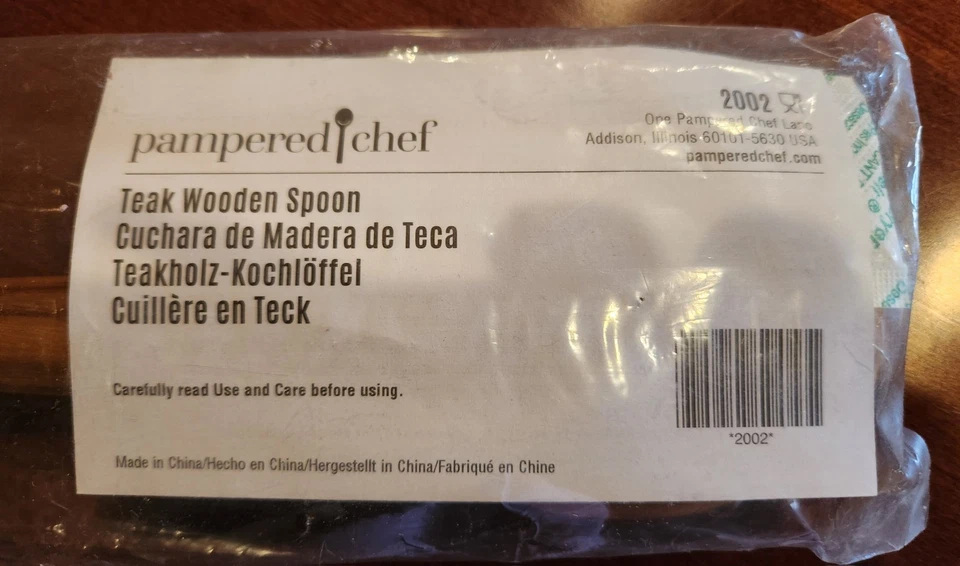 pampered chef
2002
One Pampered Chef Lane
Addison, Illinois 60101-5630 USA
pamperedchef.com
Teak Wooden Spoon
Cuchara de Madera de Teca
Teakholz-Kochlöffel
Cuillère en Teck
Carefully read Use and Care before using.
*2002*
Made in China/Hecho en China/Hergestellt in China/Fabriqué en Chine